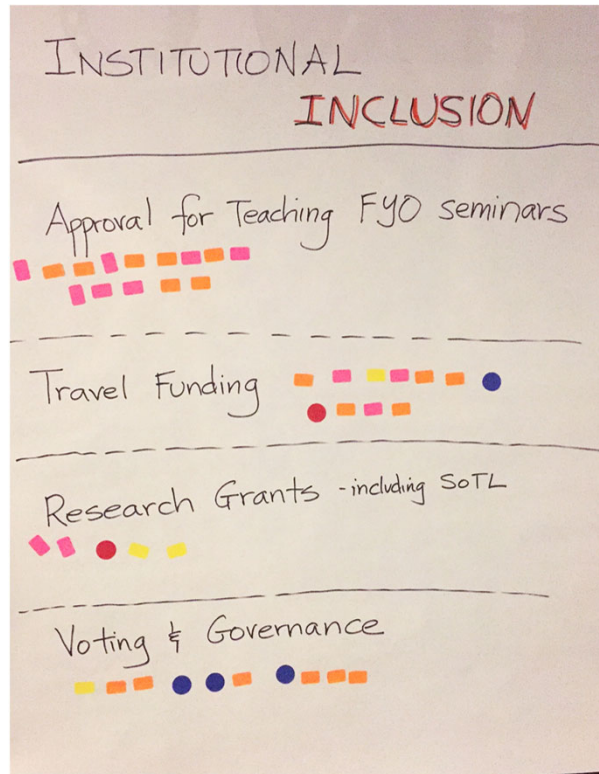 INSTITUTIONAL
INCLUSION
Approval for Teaching FYO seminars
Travel Funding
Research Grants - including SoTL
Voting & Governance